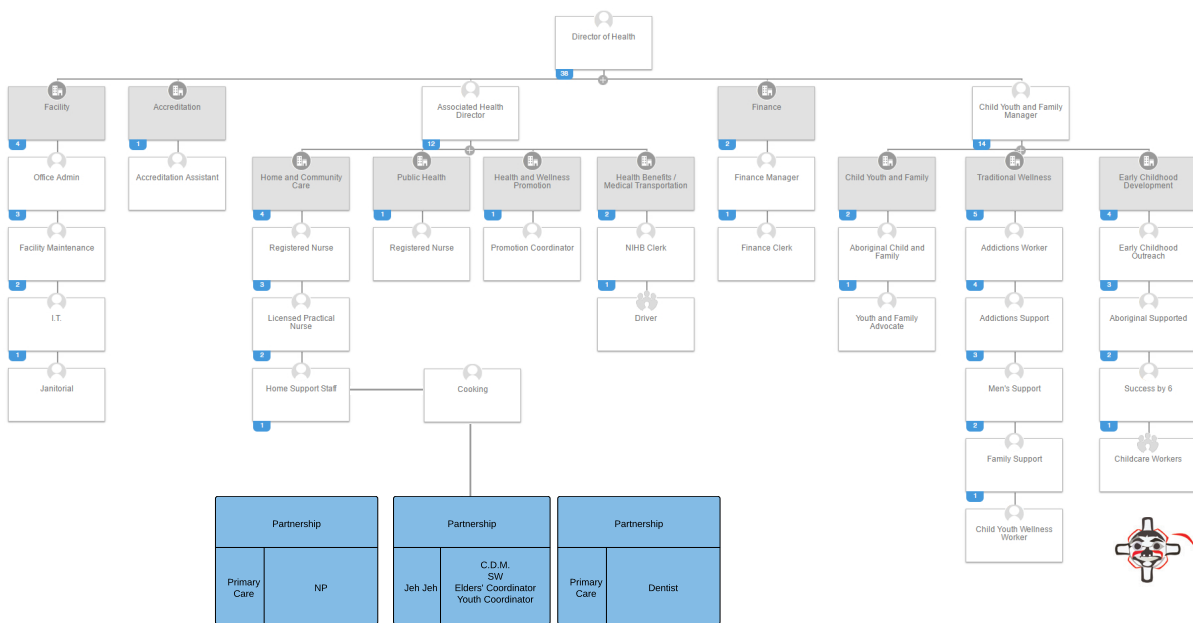 Director of Health
38
Facility
Accreditation
Associated Health
Director
Finance
Child Youth and Family
Manager
4
1
12
2
14
Office Admin
Accreditation Assistant
Home and Community
Care
Public Health
Health and Wellness
Promotion
Health Benefits /
Medical Transportation
Finance Manager
Child Youth and Family
Traditional Wellness
Early Childhood
Development
3
4
1
1
2
1
2
5
4
Facility Maintenance
Registered Nurse
Registered Nurse
Promotion Coordinator
NIHB Clerk
Finance Clerk
Aboriginal Child and
Family
Addictions Worker
Early Childhood
Outreach
2
3
1
1
4
3
I.T.
Licensed Practical
Nurse
Driver
Youth and Family
Advocate
Addictions Support
Aboriginal Supported
1
2
3
2
Janitorial
Home Support Staff
Cooking
Men's Support
Success by 6
1
2
1
Family Support
Childcare Workers
1
Child Youth Wellness
Worker
Partnership
Partnership
Partnership
Primary
Care
NP
Jeh Jeh
C.D.M.
SW
Elders' Coordinator
Youth Coordinator
Primary
Care
Dentist